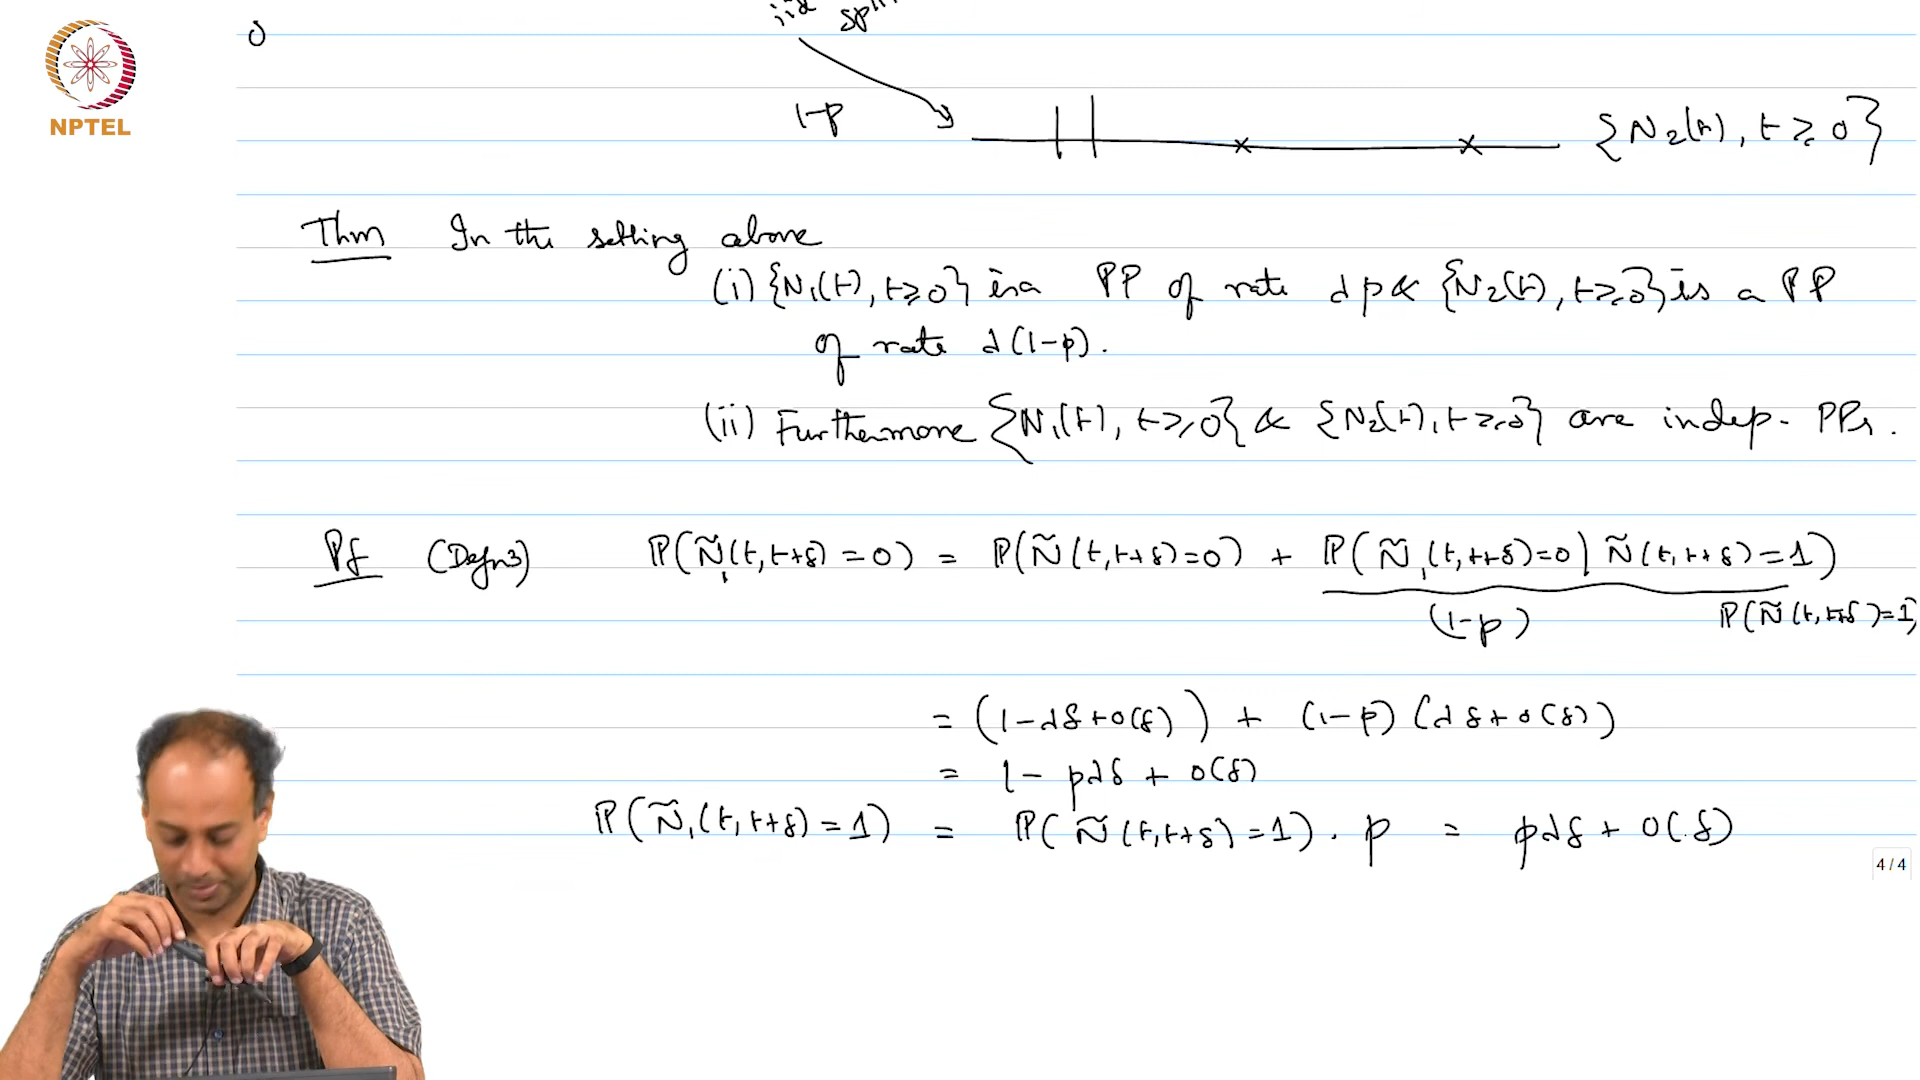 0
iid
1-p {N₂(t), t ≥ 0}
Thm In the setting above
(i) {N₁(t), t ≥ 0} is a PP of rate λp & {N₂(t), t ≥ 0} is a PP
of rate λ(1-p).
(ii) Furthermore {N₁(t), t ≥ 0} & {N₂(t), t ≥ 0} are indep. PPs.
Pf (Defn3) ℙ(Ñ₁(t, t+δ) = 0) = ℙ(Ñ(t, t+δ) = 0) + ℙ(Ñ₁(t, t+δ) = 0 | Ñ(t, t+δ) = 1)
(1-p) ℙ(Ñ(t, t+δ) = 1)
= (1 - λδ + o(δ)) + (1-p) (λδ + o(δ))
= 1 - pλδ + o(δ)
ℙ(Ñ₁(t, t+δ) = 1) = ℙ(Ñ(t, t+δ) = 1) . p = pλδ + o(δ)
4 / 4
NPTEL